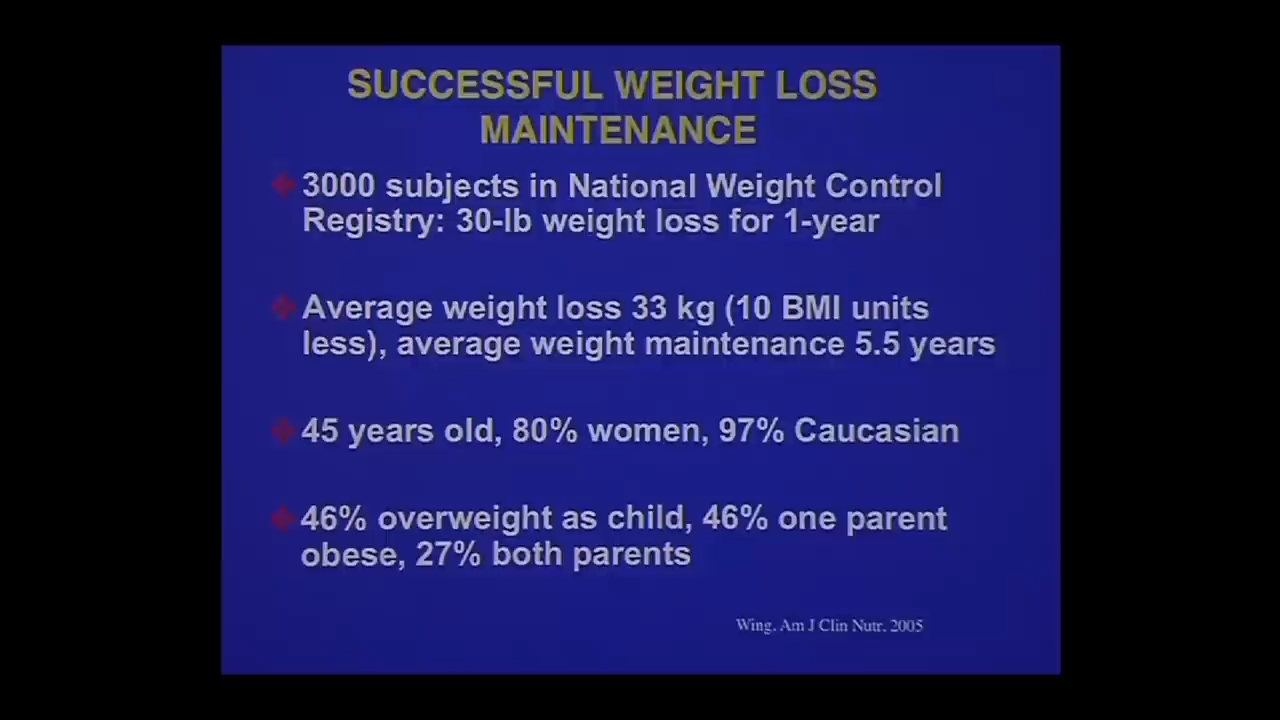 SUCCESSFUL WEIGHT LOSS
MAINTENANCE
3000 subjects in National Weight Control
Registry: 30-lb weight loss for 1-year
Average weight loss 33 kg (10 BMI units
less), average weight maintenance 5.5 years
45 years old, 80% women, 97% Caucasian
46% overweight as child, 46% one parent
obese, 27% both parents
Wing, Am J Clin Nutr, 2005